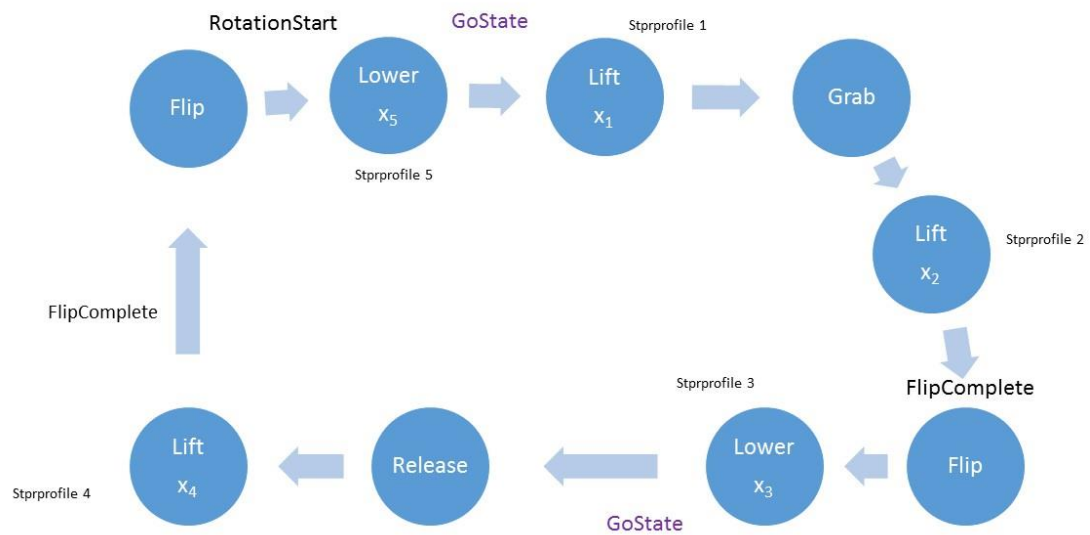 RotationStart
GoState
Stprprofile 1
Flip
Lower
x₅
Lift
x₁
Grab
Stprprofile 5
Lift
x₂
Stprprofile 2
FlipComplete
FlipComplete
Stprprofile 3
Lift
x₄
Release
Lower
x₃
Flip
Stprprofile 4
GoState